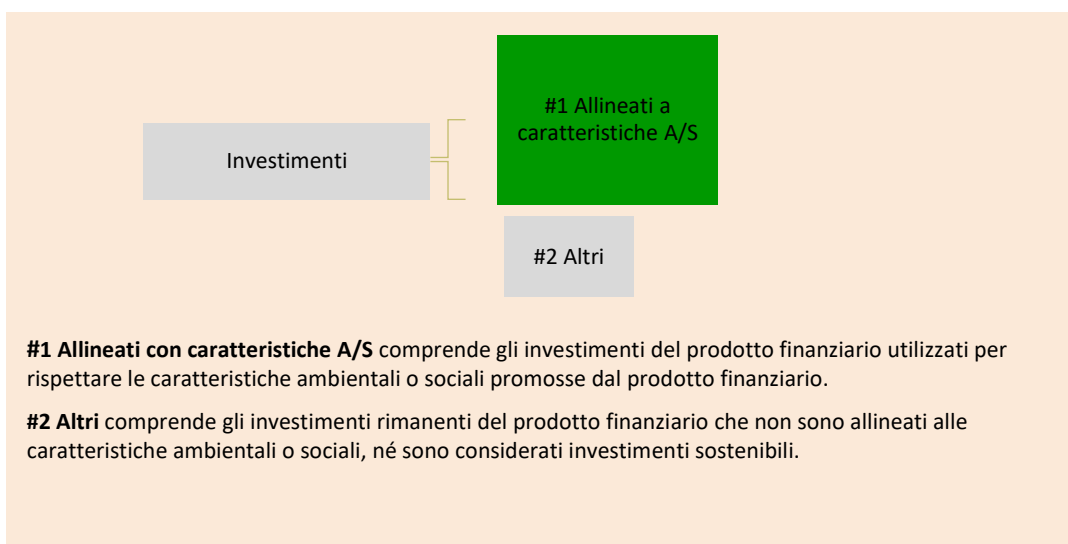 #1 Allineati a
caratteristiche A/S
Investimenti
#2 Altri
#1 Allineati con caratteristiche A/S comprende gli investimenti del prodotto finanziario utilizzati per
rispettare le caratteristiche ambientali o sociali promosse dal prodotto finanziario.
#2 Altri comprende gli investimenti rimanenti del prodotto finanziario che non sono allineati alle
caratteristiche ambientali o sociali, né sono considerati investimenti sostenibili.